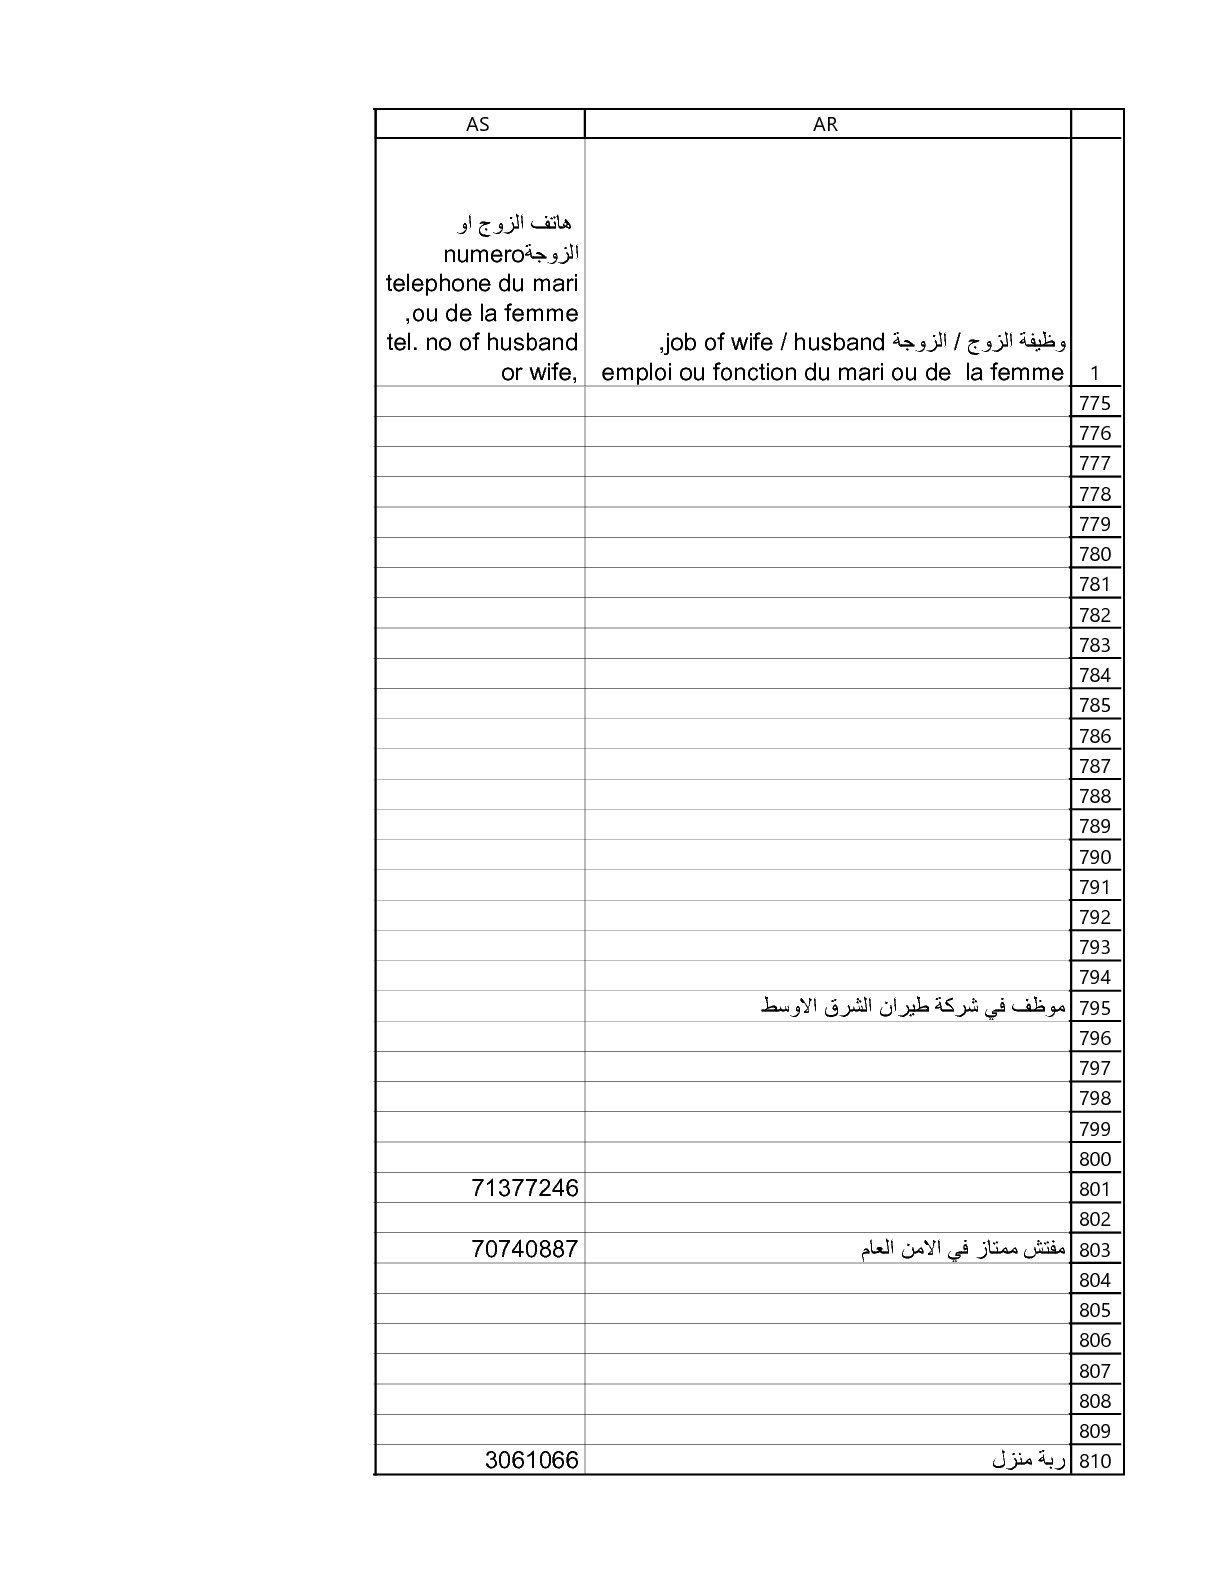 AR AS
هاتف الزوج او
الزوجةnumero
telephone du mari
,ou de la femme
tel. no of husband
or wife,
وظيفة الزوج / الزوجة job of wife / husband,
emploi ou fonction du mari ou de la femme
1
775
776
777
778
779
780
781
782
783
784
785
786
787
788
789
790
791
792
793
794
795 موظف في شركة طيران الشرق الاوسط
796
797
798
799
800
801 71377246
802
803 مفتش ممتاز في الامن العام 70740887
804
805
806
807
808
809
810 ربة منزل 3061066